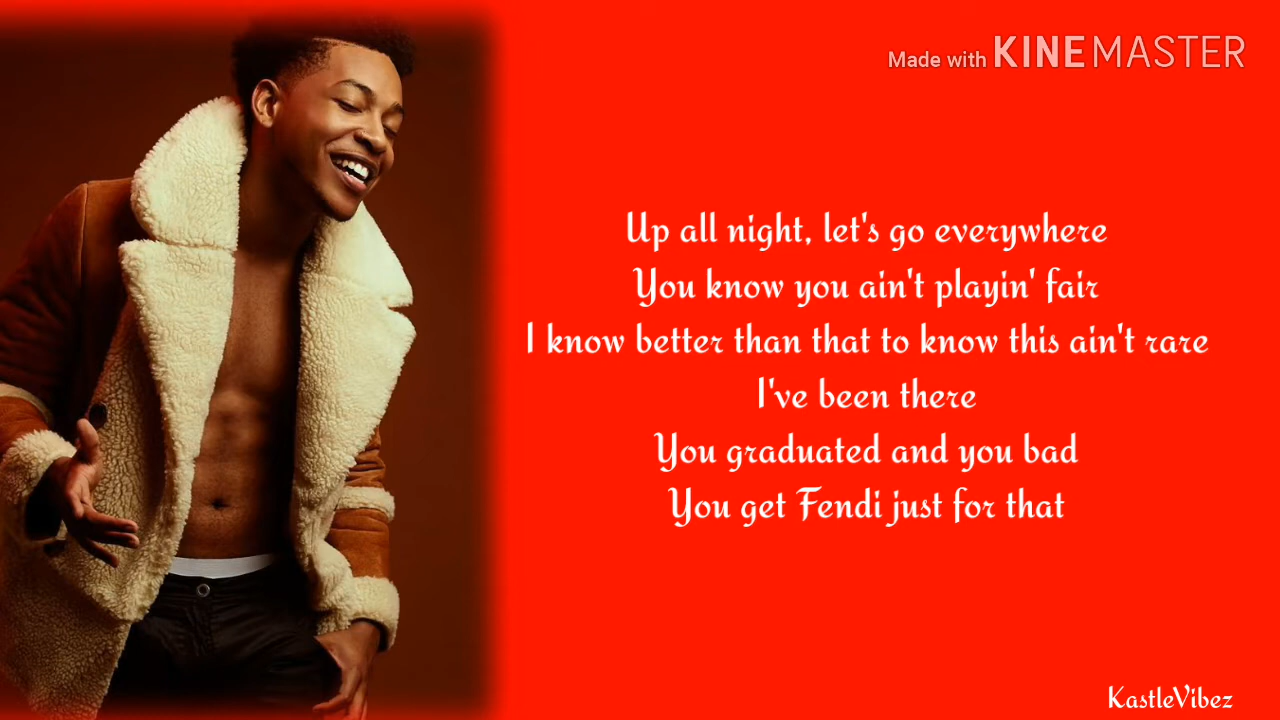 Made with KINEMASTER
Up all night, let's go everywhere
You know you ain't playin' fair
I know better than that to know this ain't rare
I've been there
You graduated and you bad
You get Fendi just for that
KastleVibez